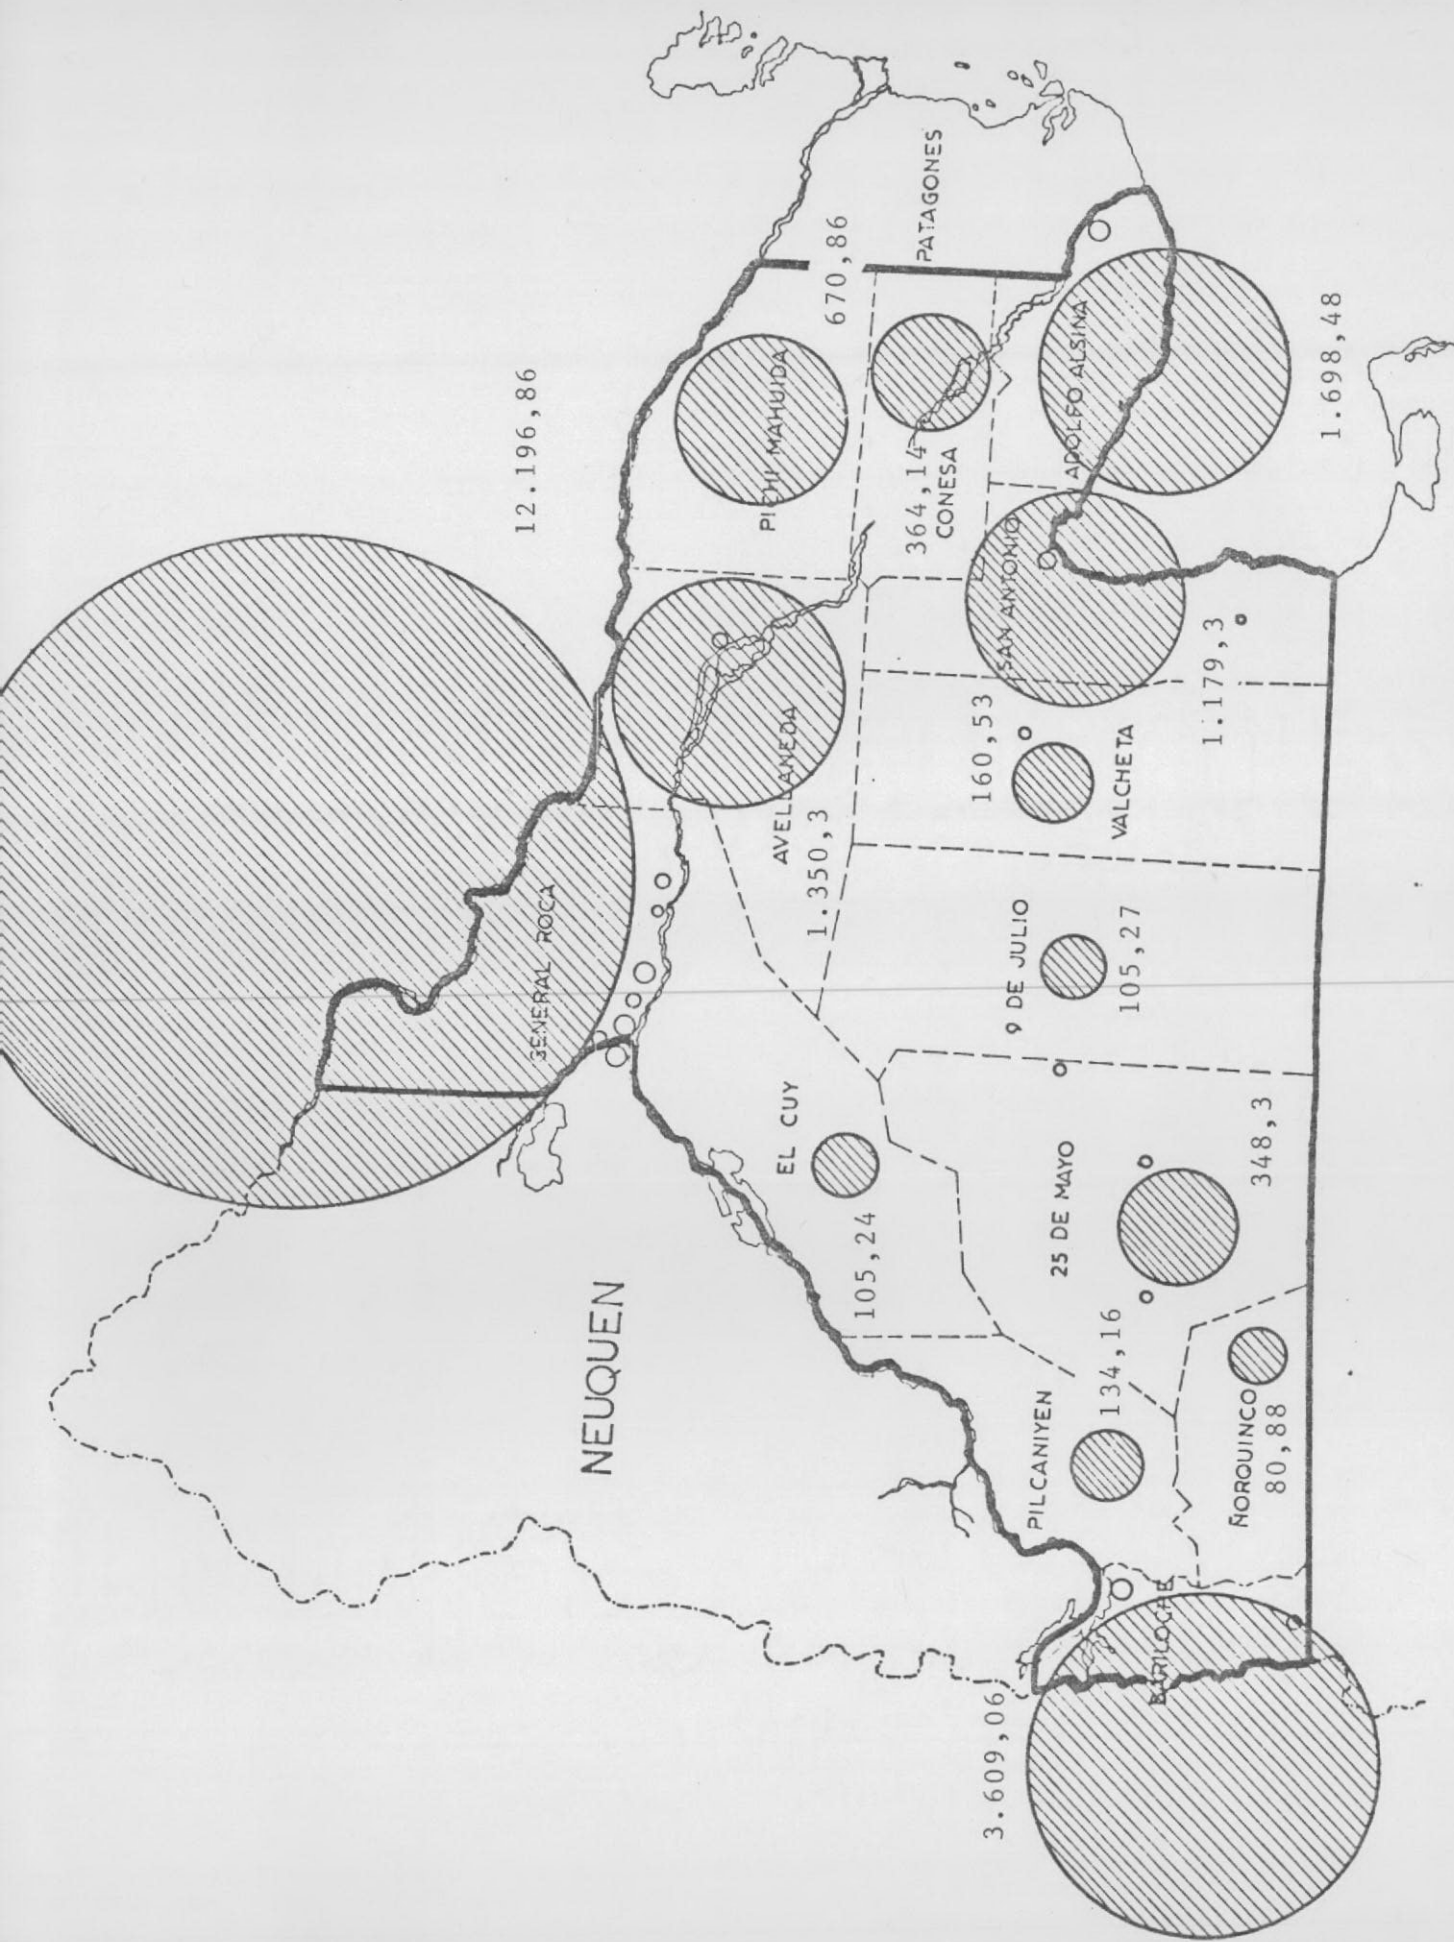 12.196,86
GENERAL ROCA
NEUQUEN
AVELLANEDA
1.350,3
PICHI MAHUIDA
670,86
PATAGONES
364,14
CONESA
ADOLFO ALSINA
1.698,48
SAN ANTONIO
1.179,3
160,53
VALCHETA
9 DE JULIO
105,27
EL CUY
105,24
25 DE MAYO
348,3
PILCANIYEN
134,16
ÑORQUINCO
80,88
BARILOCHE
3.609,06